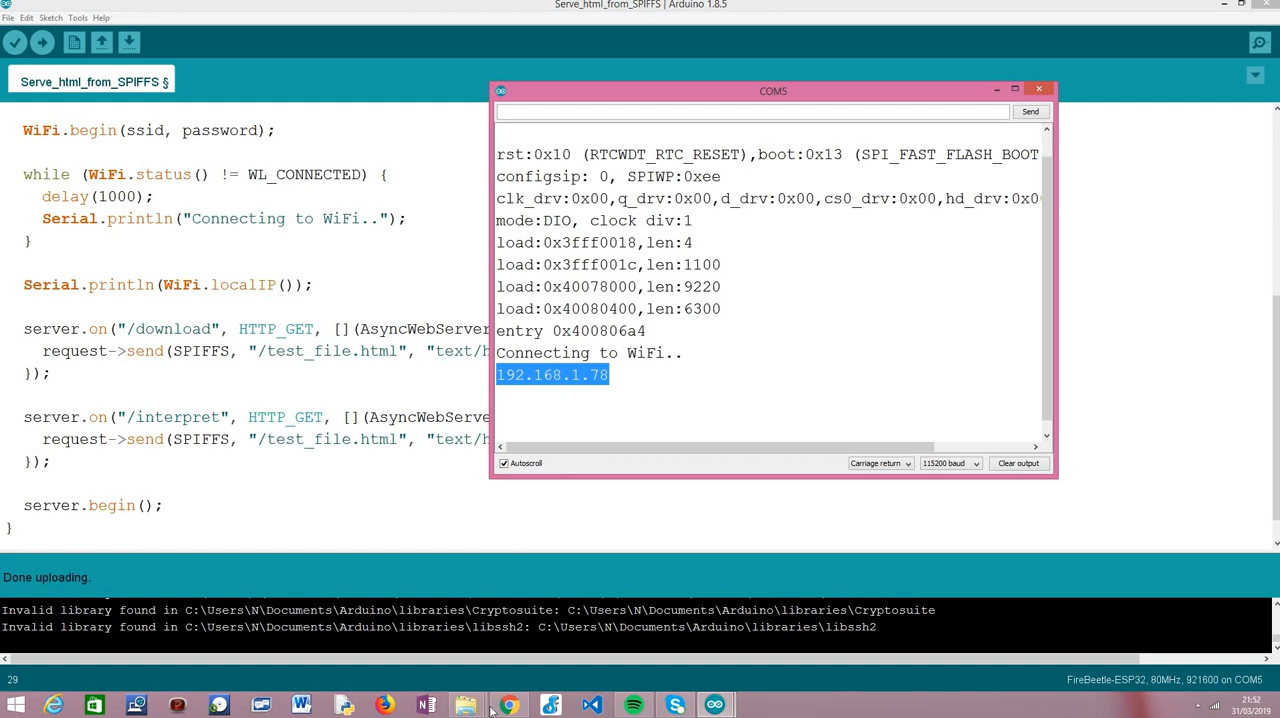 Serve_html_from_SPIFFS | Arduino 1.8.5
File Edit Sketch Tools Help
Serve_html_from_SPIFFS §
WiFi.begin(ssid, password);
while (WiFi.status() != WL_CONNECTED) {
delay(1000);
Serial.println("Connecting to WiFi..");
}
Serial.println(WiFi.localIP());
server.on("/download", HTTP_GET, [](AsyncWebServer
request->send(SPIFFS, "/test_file.html", "text/h
});
server.on("/interpret", HTTP_GET, [](AsyncWebServe
request->send(SPIFFS, "/test_file.html", "text/h
});
server.begin();
}
COM5
Send
rst:0x10 (RTCWDT_RTC_RESET),boot:0x13 (SPI_FAST_FLASH_BOOT
configsip: 0, SPIWP:0xee
clk_drv:0x00,q_drv:0x00,d_drv:0x00,cs0_drv:0x00,hd_drv:0x0
mode:DIO, clock div:1
load:0x3fff0018,len:4
load:0x3fff001c,len:1100
load:0x40078000,len:9220
load:0x40080400,len:6300
entry 0x400806a4
Connecting to WiFi..
192.168.1.78
Autoscroll
Carriage return
115200 baud
Clear output
Done uploading.
Invalid library found in C:\Users\N\Documents\Arduino\libraries\Cryptosuite: C:\Users\N\Documents\Arduino\libraries\Cryptosuite
Invalid library found in C:\Users\N\Documents\Arduino\libraries\libssh2: C:\Users\N\Documents\Arduino\libraries\libssh2
29
FireBeetle-ESP32, 80MHz, 921600 on COM5
21:52
31/03/2019